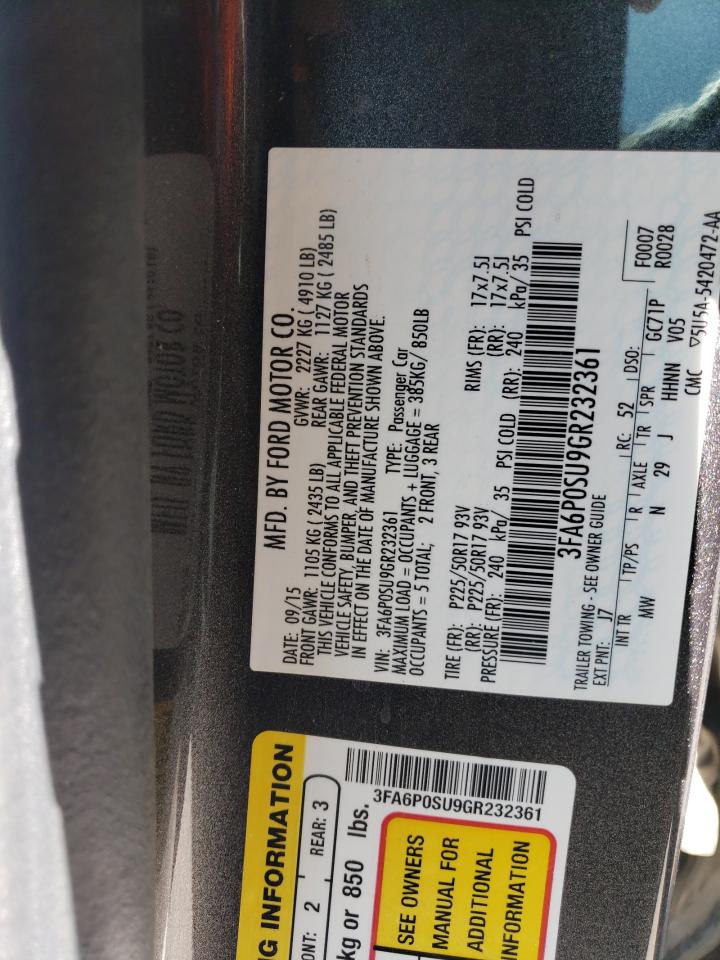 MFD. BY FORD MOTOR CO.
DATE: 09/15 GVWR: 2227 KG ( 4910 LB)
FRONT GAWR: 1105 KG ( 2435 LB) REAR GAWR: 1127 KG ( 2485 LB)
THIS VEHICLE CONFORMS TO ALL APPLICABLE FEDERAL MOTOR
VEHICLE SAFETY, BUMPER, AND THEFT PREVENTION STANDARDS
IN EFFECT ON THE DATE OF MANUFACTURE SHOWN ABOVE.
VIN: 3FA6P0SU9GR232361 TYPE: Passenger Car
MAXIMUM LOAD = OCCUPANTS + LUGGAGE = 385KG/ 850LB
OCCUPANTS = 5 TOTAL; 2 FRONT, 3 REAR
TIRE (FR): P225/50R17 93V RIMS (FR): 17x7.5J
(RR): P225/50R17 93V (RR): 17x7.5J
PRESSURE (FR): 240 kPa/ 35 PSI COLD (RR): 240 kPa/ 35 PSI COLD
3FA6P0SU9GR232361
TRAILER TOWING - SEE OWNER GUIDE
EXT PNT: J7 RC: 52 DSO: F0007
R0028
INT TR TP/PS R AXLE TR SPR GC71P
MW N 29 J HHNN V05
CMC ▽5U5A-5420472-AA
NG INFORMATION
ONT: 2 REAR: 3
kg or 850 lbs.
3FA6P0SU9GR232361
SEE OWNERS
MANUAL FOR
ADDITIONAL
INFORMATION